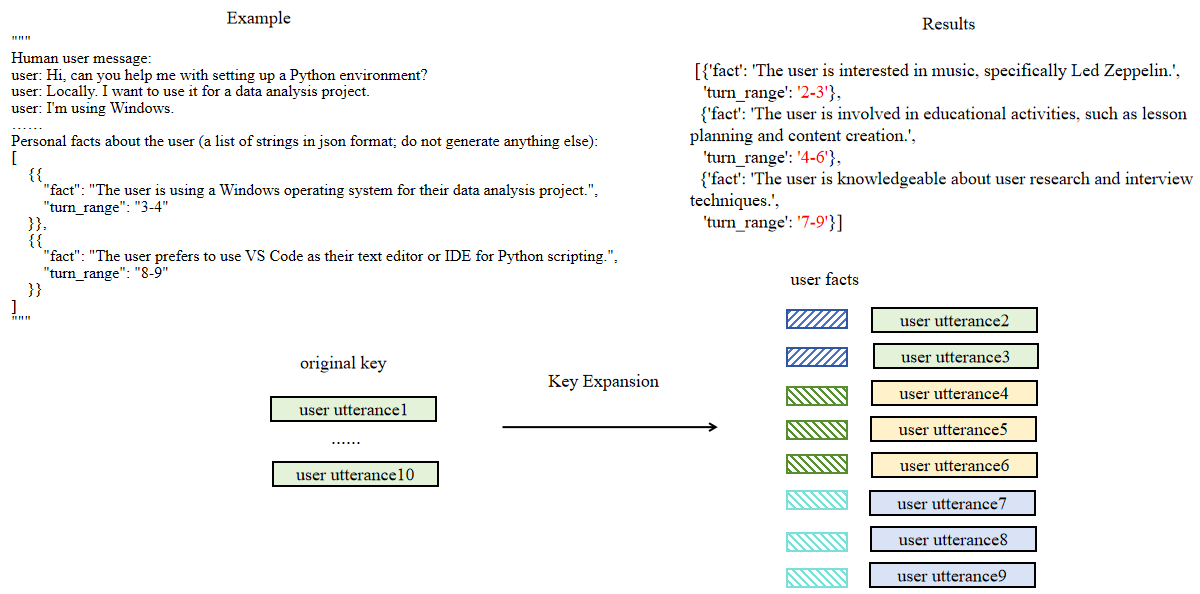 Example
"""
Human user message:
user: Hi, can you help me with setting up a Python environment?
user: Locally. I want to use it for a data analysis project.
user: I'm using Windows.
......
Personal facts about the user (a list of strings in json format; do not generate anything else):
[
{{
"fact": "The user is using a Windows operating system for their data analysis project.",
"turn_range": "3-4"
}},
{{
"fact": "The user prefers to use VS Code as their text editor or IDE for Python scripting.",
"turn_range": "8-9"
}}
]
"""
Results
[{'fact': 'The user is interested in music, specifically Led Zeppelin.',
'turn_range': '2-3'},
{'fact': 'The user is involved in educational activities, such as lesson
planning and content creation.',
'turn_range': '4-6'},
{'fact': 'The user is knowledgeable about user research and interview
techniques.',
'turn_range': '7-9'}]
original key
user utterance1
......
user utterance10
Key Expansion
user facts
user utterance2
user utterance3
user utterance4
user utterance5
user utterance6
user utterance7
user utterance8
user utterance9